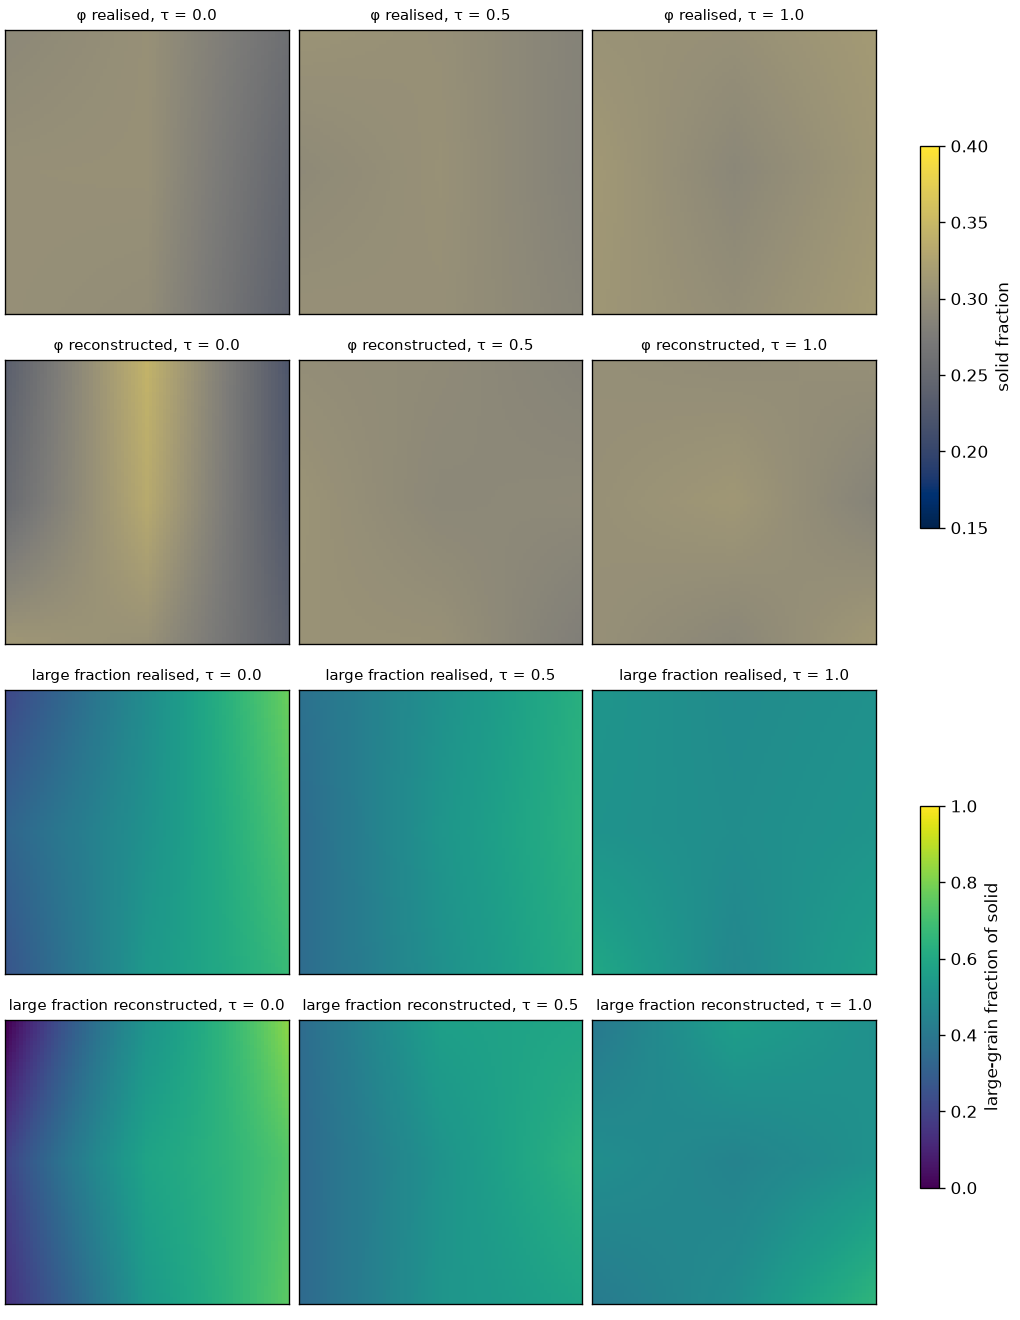 φ realised, τ = 0.0
φ realised, τ = 0.5
φ realised, τ = 1.0
φ reconstructed, τ = 0.0
φ reconstructed, τ = 0.5
φ reconstructed, τ = 1.0
0.40
0.35
0.30
0.25
0.20
0.15
solid fraction
large fraction realised, τ = 0.0
large fraction realised, τ = 0.5
large fraction realised, τ = 1.0
large fraction reconstructed, τ = 0.0
large fraction reconstructed, τ = 0.5
large fraction reconstructed, τ = 1.0
1.0
0.8
0.6
0.4
0.2
0.0
large-grain fraction of solid